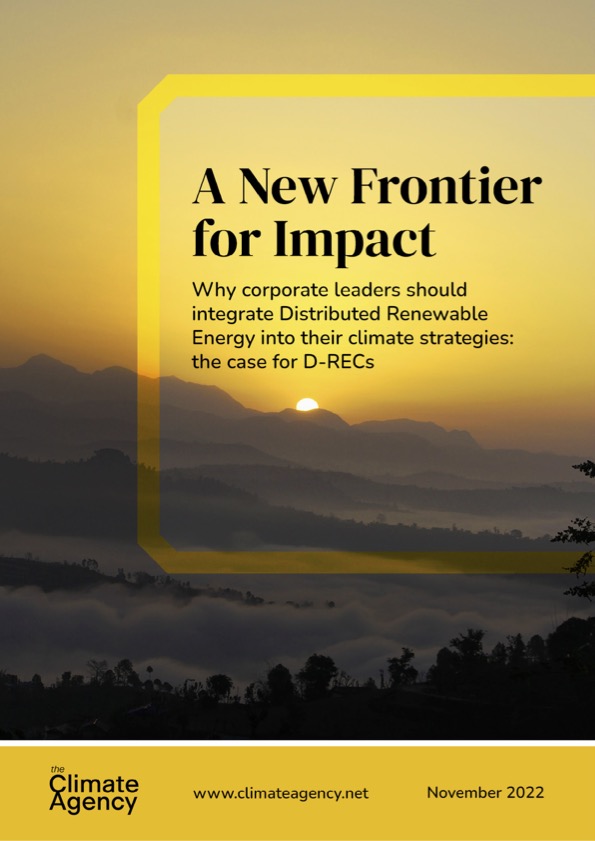 A New Frontier
for Impact
Why corporate leaders should
integrate Distributed Renewable
Energy into their climate strategies:
the case for D-RECs
the
Climate
Agency
www.climateagency.net
November 2022